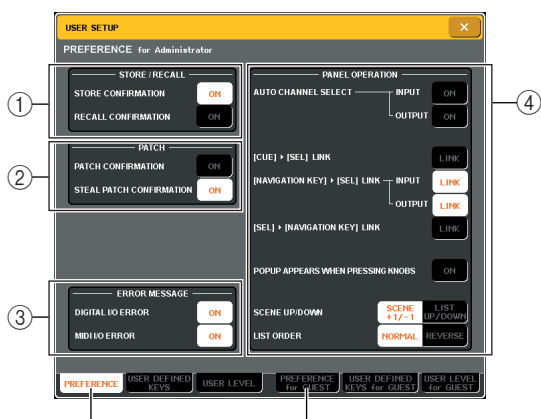 USER SETUP
×
PREFERENCE for Administrator
STORE / RECALL
STORE CONFIRMATION ON
RECALL CONFIRMATION ON
PATCH
PATCH CONFIRMATION ON
STEAL PATCH CONFIRMATION ON
ERROR MESSAGE
DIGITAL I/O ERROR ON
MIDI I/O ERROR ON
PANEL OPERATION
AUTO CHANNEL SELECT INPUT ON
OUTPUT ON
[CUE] ▸ [SEL] LINK LINK
[NAVIGATION KEY] ▸ [SEL] LINK INPUT LINK
OUTPUT LINK
[SEL] ▸ [NAVIGATION KEY] LINK LINK
POPUP APPEARS WHEN PRESSING KNOBS ON
SCENE UP/DOWN SCENE +1/-1 LIST UP/DOWN
LIST ORDER NORMAL REVERSE
PREFERENCE
USER DEFINED KEYS
USER LEVEL
PREFERENCE for GUEST
USER DEFINED KEYS for GUEST
USER LEVEL for GUEST
1
2
3
4